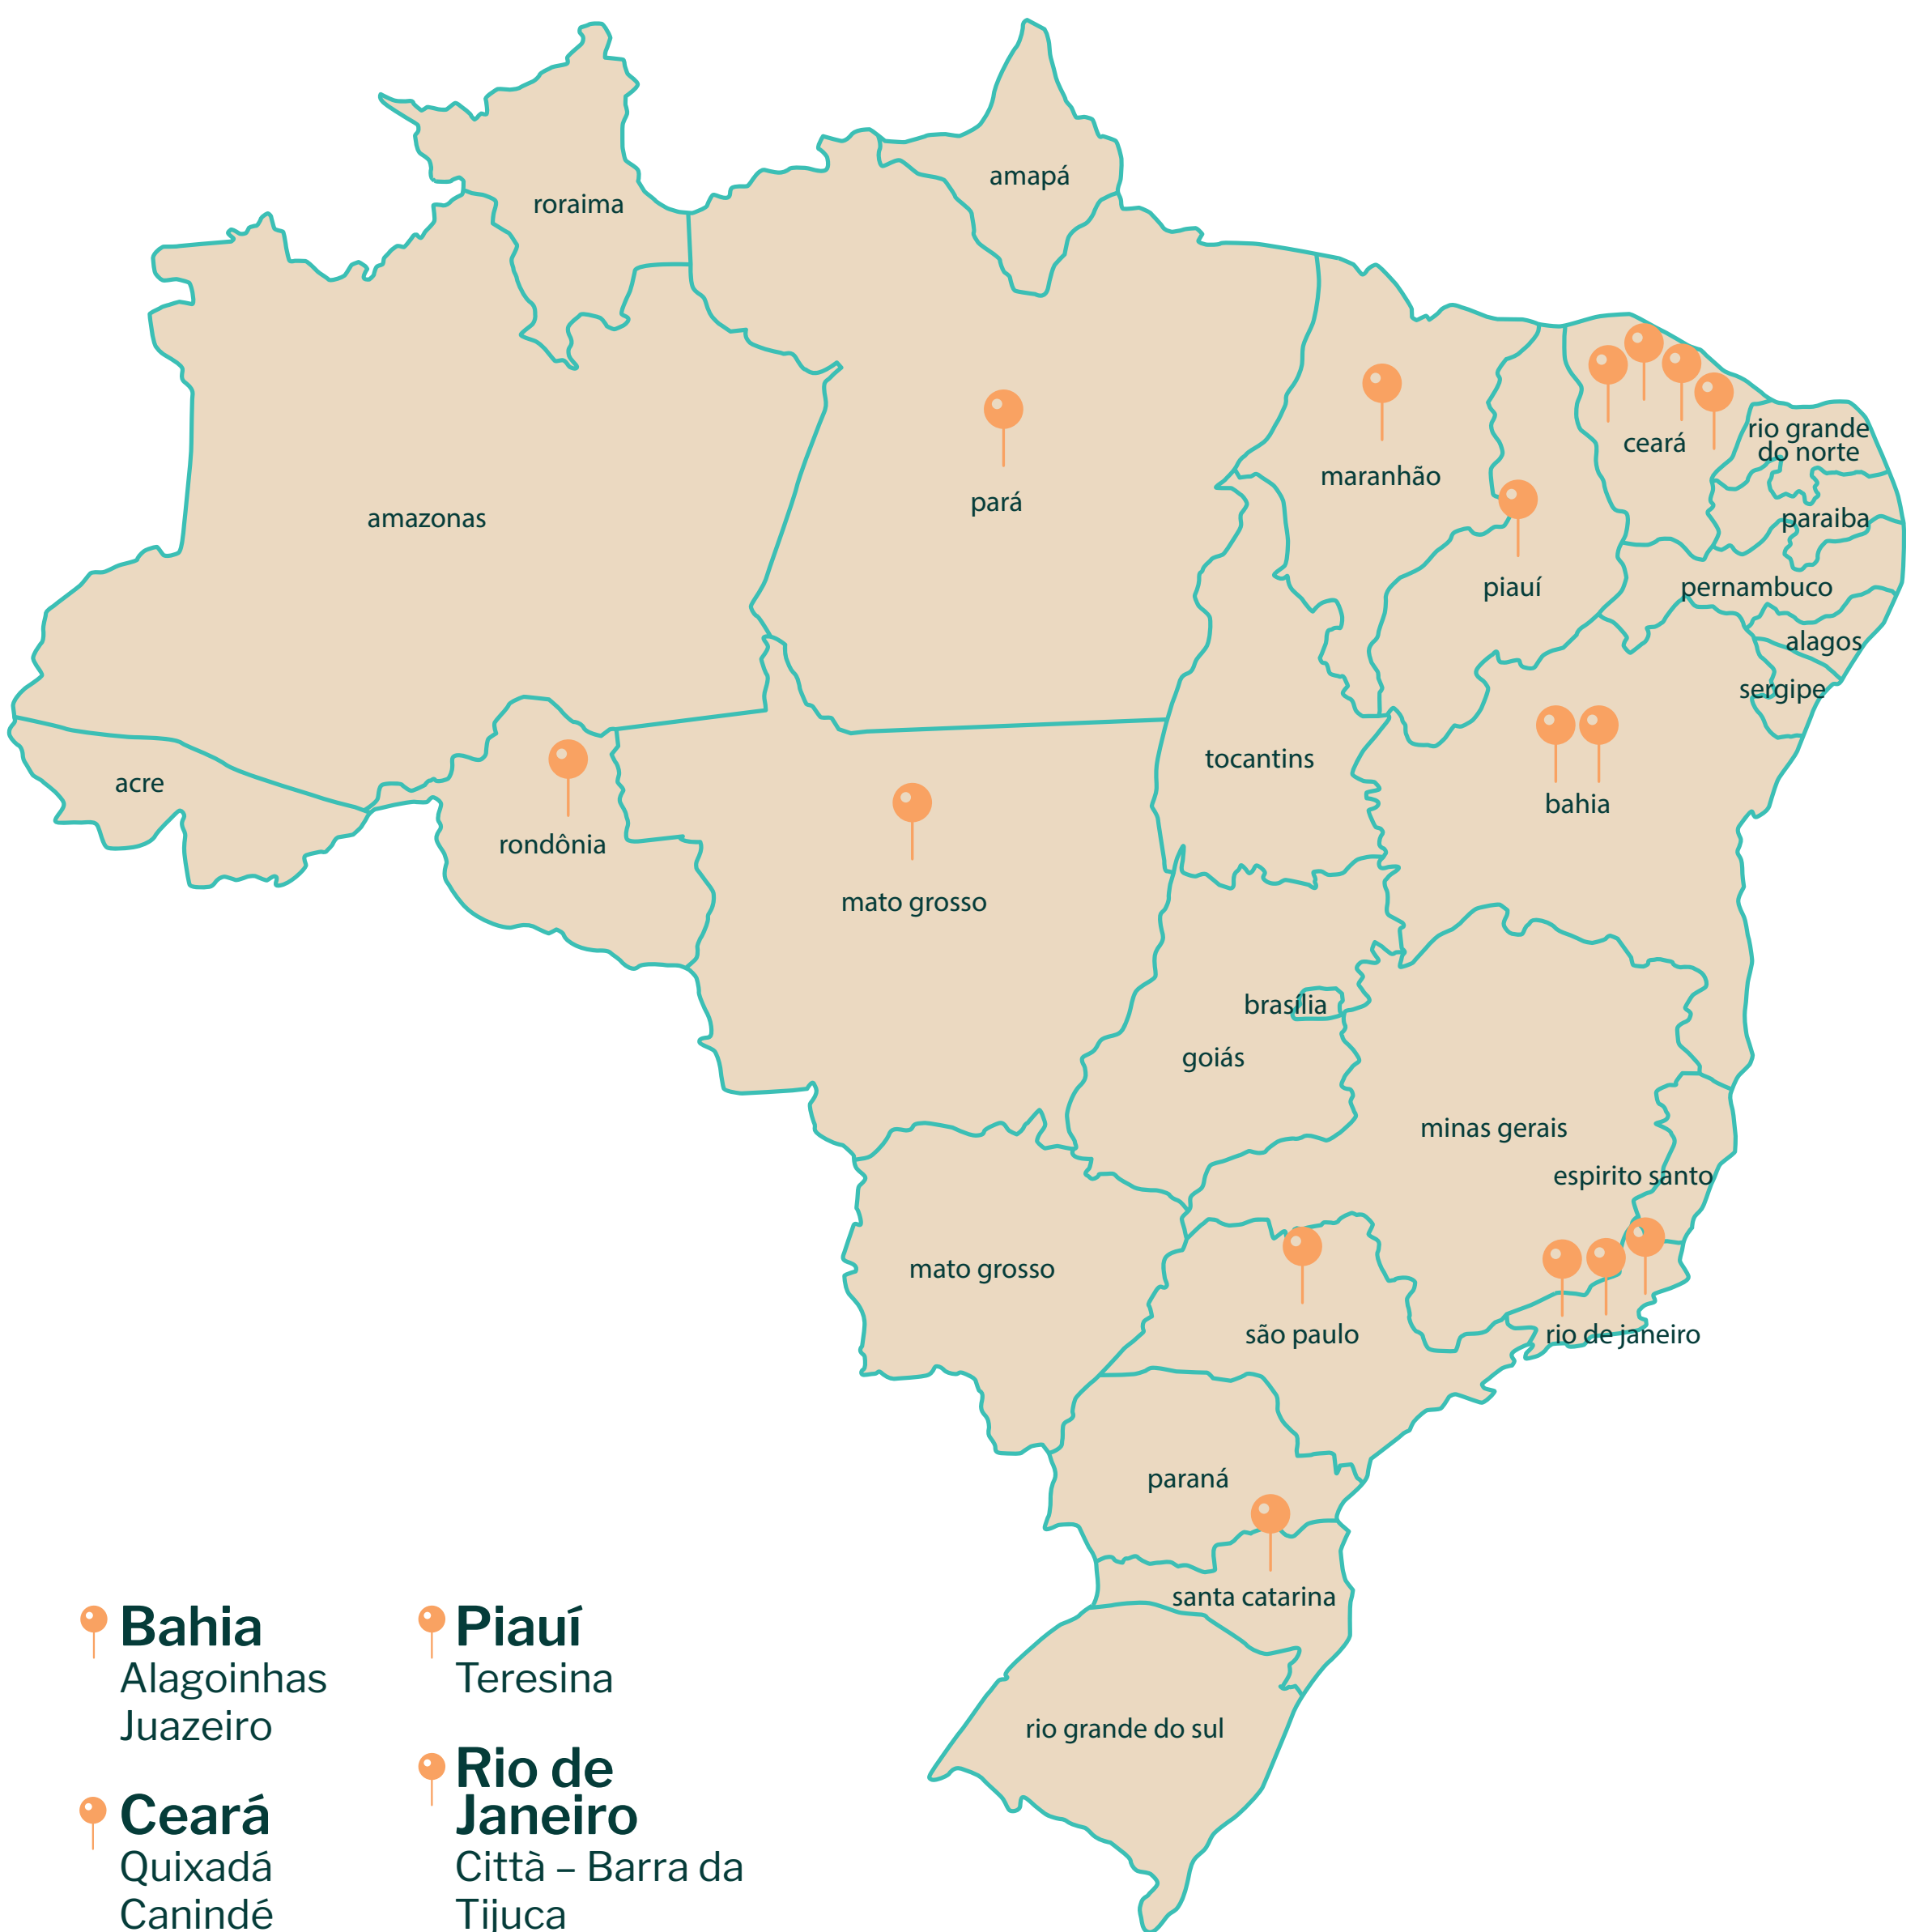 amapá
roraima
rio grande
do norte
ceará
maranhão
pará
amazonas
paraiba
piauí
pernambuco
alagos
sergipe
tocantins
acre
bahia
rondônia
mato grosso
brasília
goiás
minas gerais
espirito santo
mato grosso
são paulo
rio de janeiro
paraná
santa catarina
rio grande do sul
Bahia
Alagoinhas
Juazeiro
Ceará
Quixadá
Canindé
Piauí
Teresina
Rio de
Janeiro
Città – Barra da
Tijuca